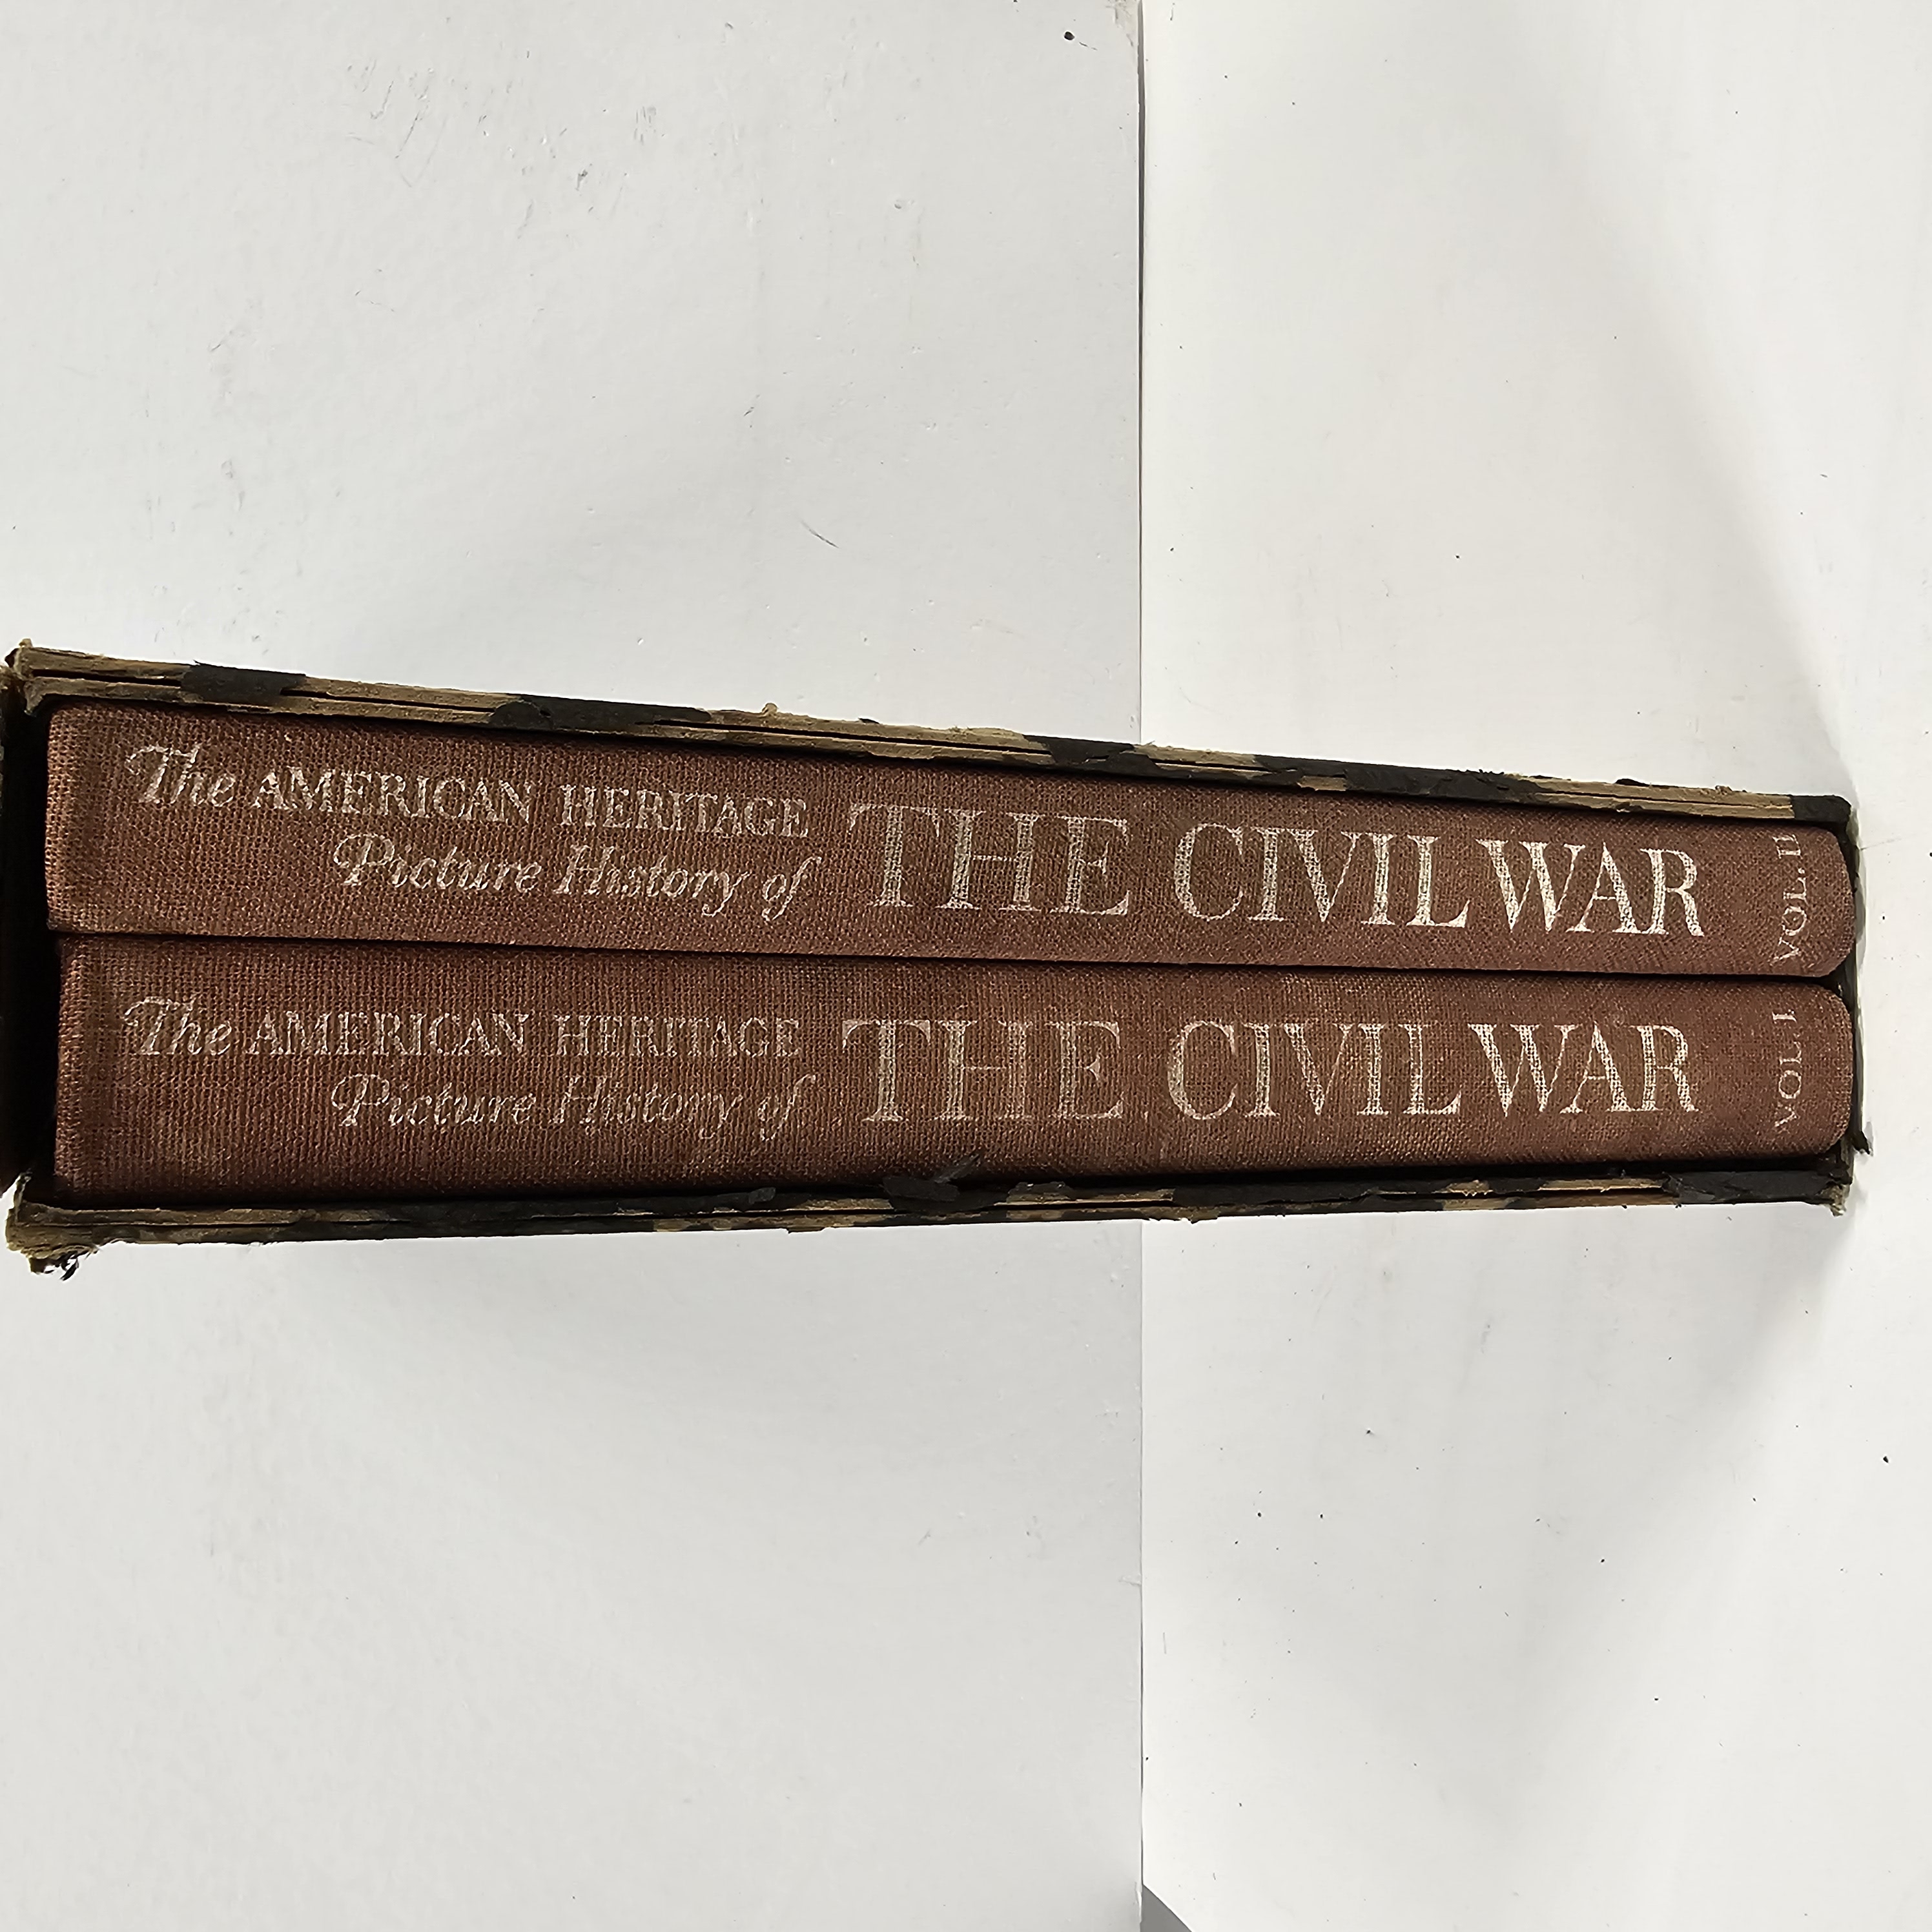 The AMERICAN HERITAGE
Picture History of
THE CIVIL WAR
VOL. I
The AMERICAN HERITAGE
Picture History of
THE CIVIL WAR
VOL. II